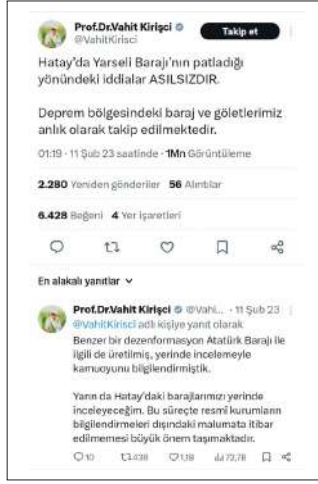 Prof.Dr.Vahit Kirişci
Takip et
@VahitKirisci
Hatay'da Yarseli Barajı'nın patladığı
yönündeki iddialar ASILSIZDIR.
Deprem bölgesindeki baraj ve göletlerimiz
anlık olarak takip edilmektedir.
01:19 · 11 Şub 23 saatinde · 1Mn Görüntüleme
2.280 Yeniden gönderiler 56 Alıntılar
6.428 Beğeni 4 Yer işaretleri
En alakalı yanıtlar
Prof.Dr.Vahit Kirişci @Vahi... · 11 Şub 23
@VahitKirisci adlı kişiye yanıt olarak
Benzer bir dezenformasyon Atatürk Barajı ile
ilgili de üretilmiş, yerinde incelemeyle
kamuoyunu bilgilendirmiştik.
Yarın da Hatay'daki barajlarımızı yerinde
inceleyeceğim. Bu süreçte resmî kurumların
bilgilendirmeleri dışındaki malumata itibar
edilmemesi büyük önem taşımaktadır.
10 438 1,1B 72,7B